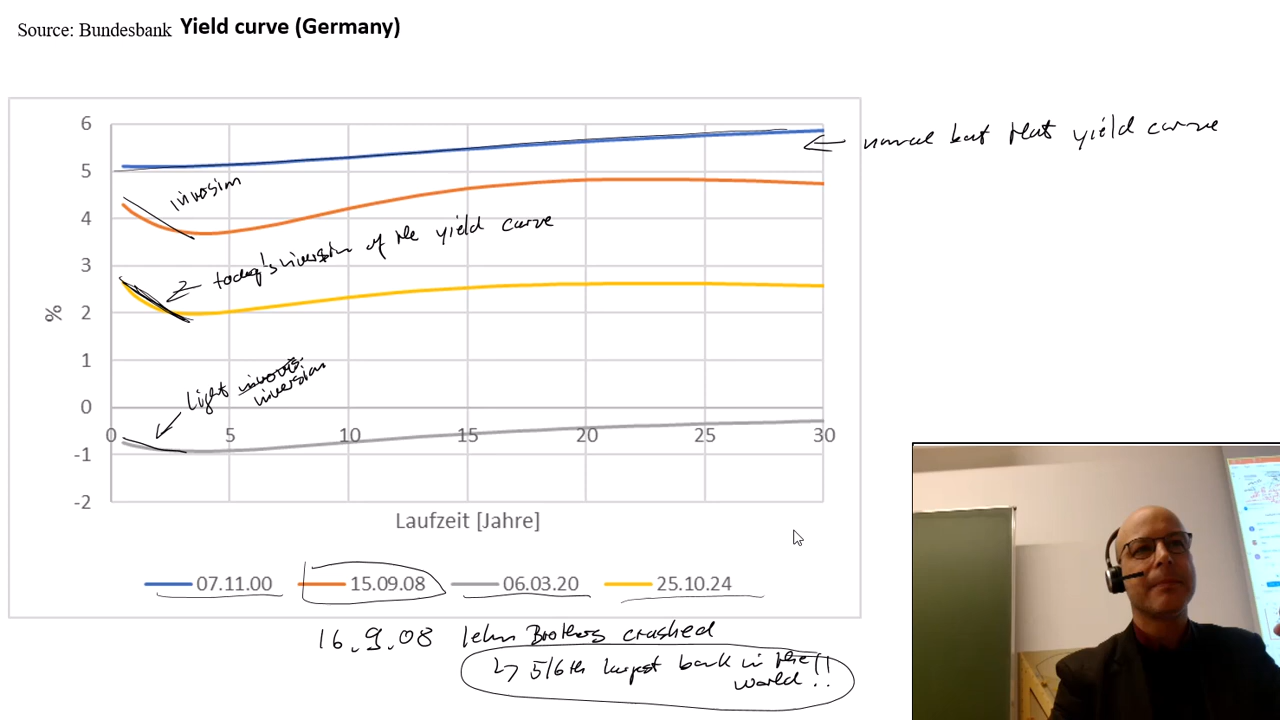 Source: Bundesbank Yield curve (Germany)
6
5
4
3
2
1
0
-1
-2
%
0 5 10 15 20 25 30
Laufzeit [Jahre]
normal but flat yield curve
inversion
today's inversion of the yield curve
light
inversion
07.11.00 15.09.08 06.03.20 25.10.24
16.9.08 Brothers crashed
5/6th largest bank in the !!
world !!